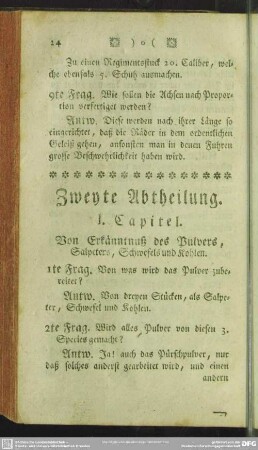 24 )o(
Zu einem Regimentsstuck 20. Caliber, wel-
che ebenfals 5. Schuh ausmachen.
9te Frag. Wie sollen die Achsen nach Propor-
tion verfertiget werden?
Antw. Diese werden nach ihrer Länge so
eingerichtet, daß die Räder in dem ordentlichen
Geleiß gehen, ansonsten man in denen Fuhren
grosse Beschwehrlichkeit haben wird.
Zweyte Abtheilung.
I. Capitel.
Von Erkänntnuß des Pulvers,
Salpeters, Schwefels und Kohlen.
1te Frag. Von was wird das Pulver zube-
reitet?
Antw. Von dreyen Stücken, als Salpe-
ter, Schwefel und Kohlen.
2te Frag. Wird alles Pulver von diesen 3.
Species gemacht?
Antw. Ja! auch das Pürschpulver, nur
daß solches anderst gearbeitet wird, und einen
andern
DFG